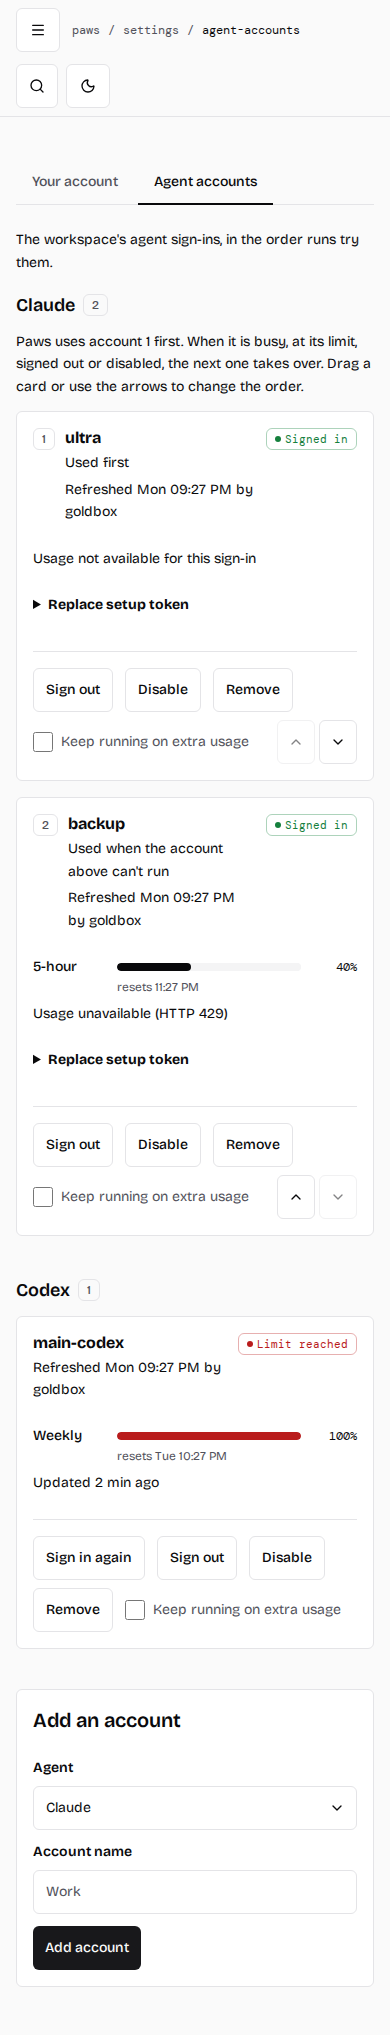 paws / settings / agent-accounts
Your account
Agent accounts
The workspace's agent sign-ins, in the order runs try
them.
Claude 2
Paws uses account 1 first. When it is busy, at its limit,
signed out or disabled, the next one takes over. Drag a
card or use the arrows to change the order.
1 ultra
Signed in
Used first
Refreshed Mon 09:27 PM by
goldbox
Usage not available for this sign-in
Replace setup token
Sign out Disable Remove
Keep running on extra usage
2 backup
Signed in
Used when the account
above can't run
Refreshed Mon 09:27 PM
by goldbox
5-hour 40%
resets 11:27 PM
Usage unavailable (HTTP 429)
Replace setup token
Sign out Disable Remove
Keep running on extra usage
Codex 1
main-codex
Limit reached
Refreshed Mon 09:27 PM by
goldbox
Weekly 100%
resets Tue 10:27 PM
Updated 2 min ago
Sign in again Sign out Disable
Remove Keep running on extra usage
Add an account
Agent
Claude
Account name
Work
Add account